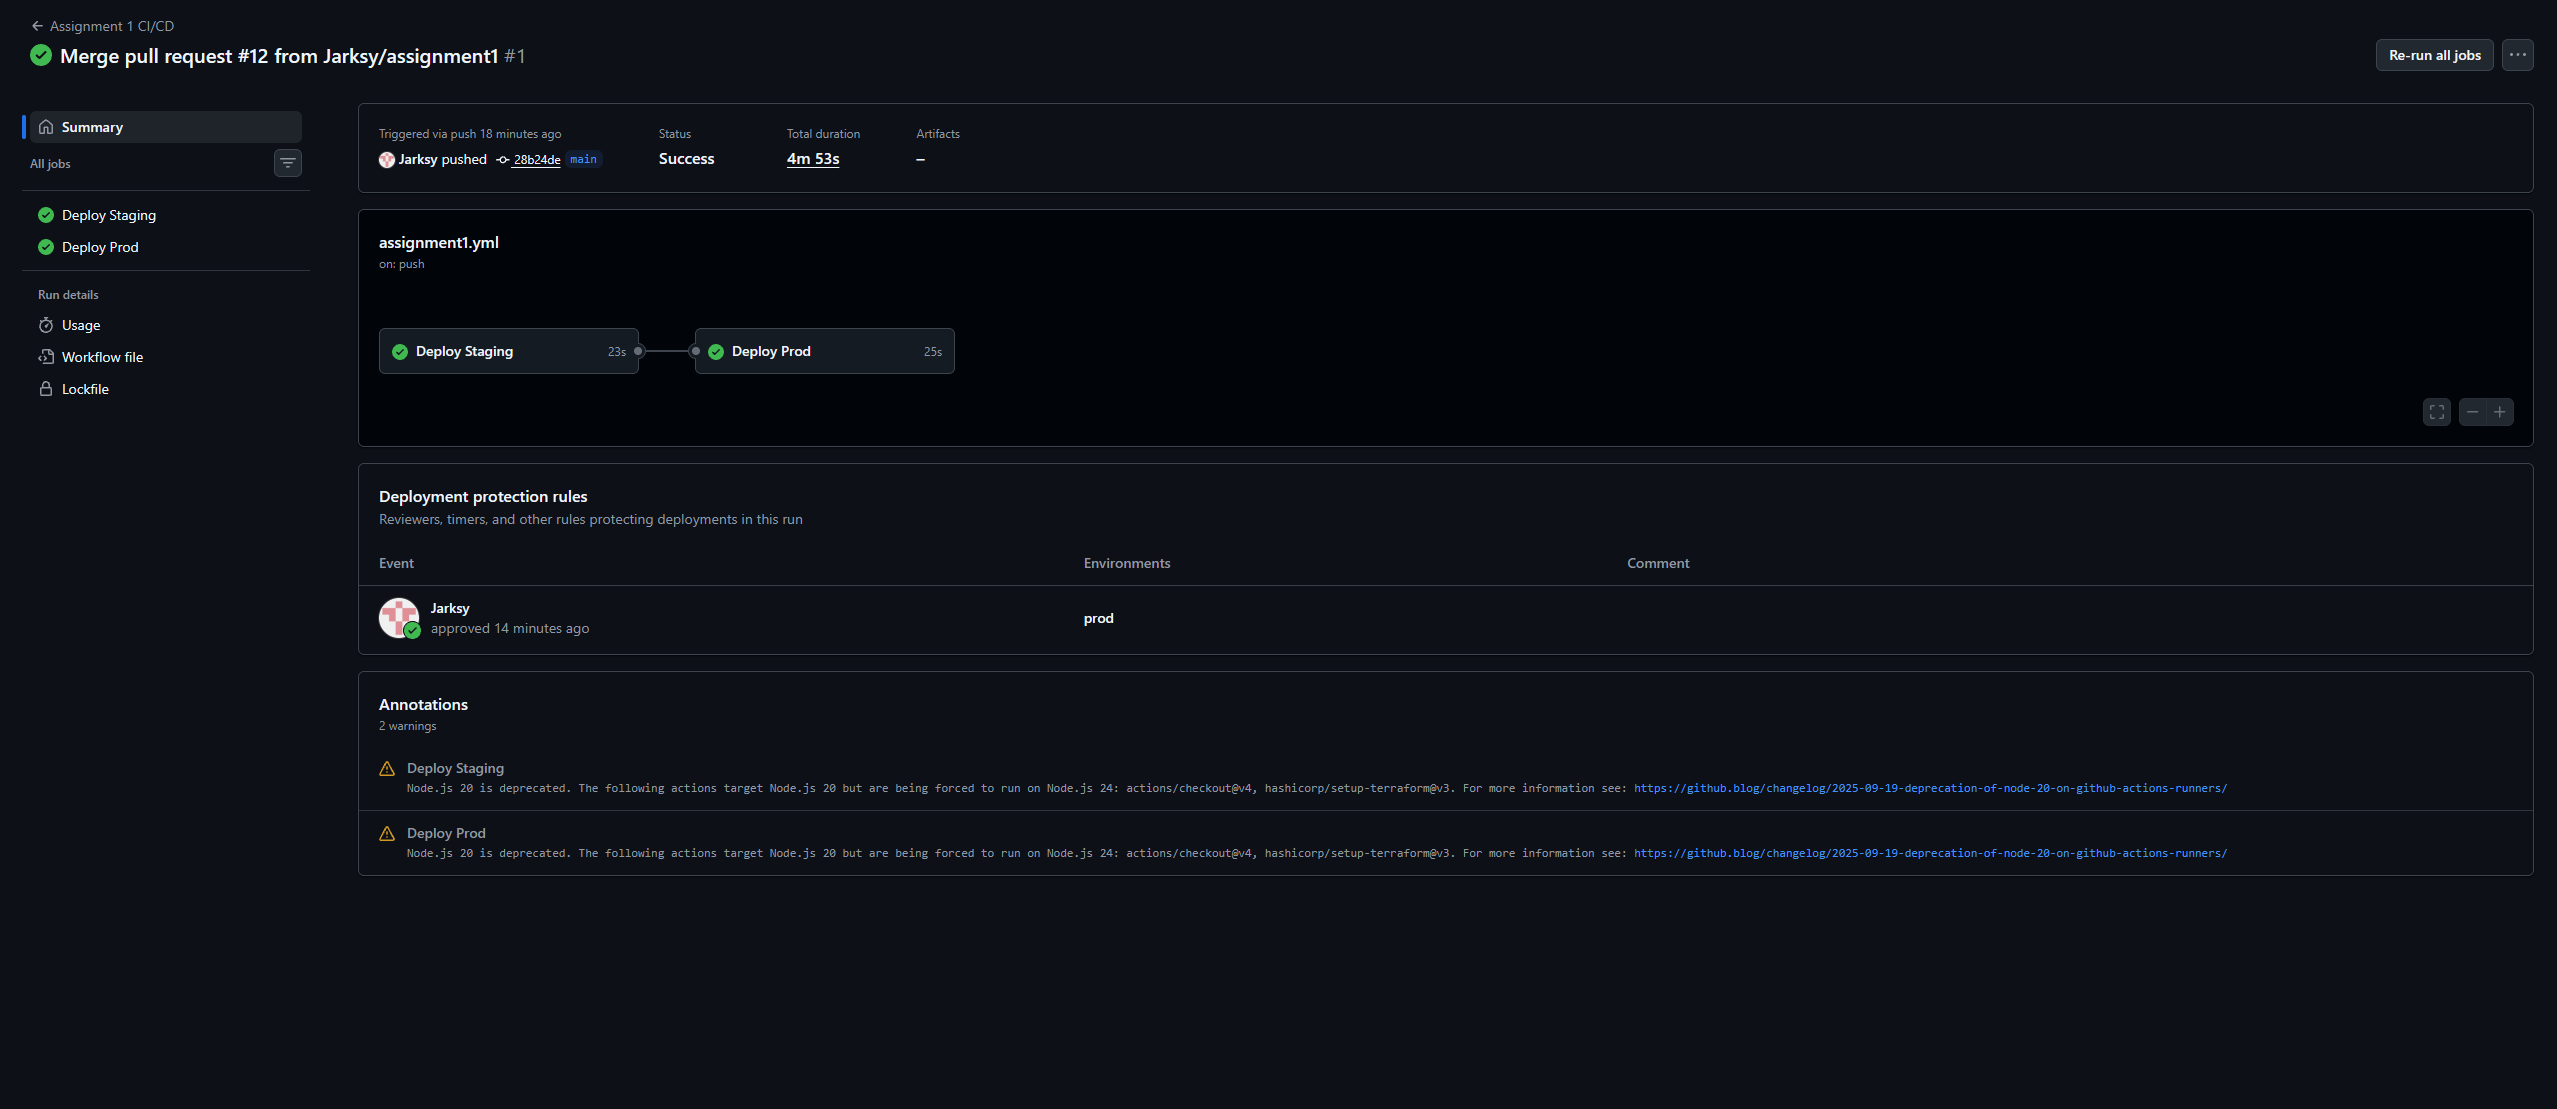 Assignment 1 CI/CD
Merge pull request #12 from Jarksy/assignment1 #1
Re-run all jobs
Summary
All jobs
Deploy Staging
Deploy Prod
Run details
Usage
Workflow file
Lockfile
Triggered via push 18 minutes ago
Jarksy pushed 28b24de main
Status
Success
Total duration
4m 53s
Artifacts
–
assignment1.yml
on: push
Deploy Staging 23s
Deploy Prod 25s
Deployment protection rules
Reviewers, timers, and other rules protecting deployments in this run
Event Environments Comment
Jarksy
approved 14 minutes ago
prod
Annotations
2 warnings
Deploy Staging
Node.js 20 is deprecated. The following actions target Node.js 20 but are being forced to run on Node.js 24: actions/checkout@v4, hashicorp/setup-terraform@v3. For more information see: https://github.blog/changelog/2025-09-19-deprecation-of-node-20-on-github-actions-runners/
Deploy Prod
Node.js 20 is deprecated. The following actions target Node.js 20 but are being forced to run on Node.js 24: actions/checkout@v4, hashicorp/setup-terraform@v3. For more information see: https://github.blog/changelog/2025-09-19-deprecation-of-node-20-on-github-actions-runners/